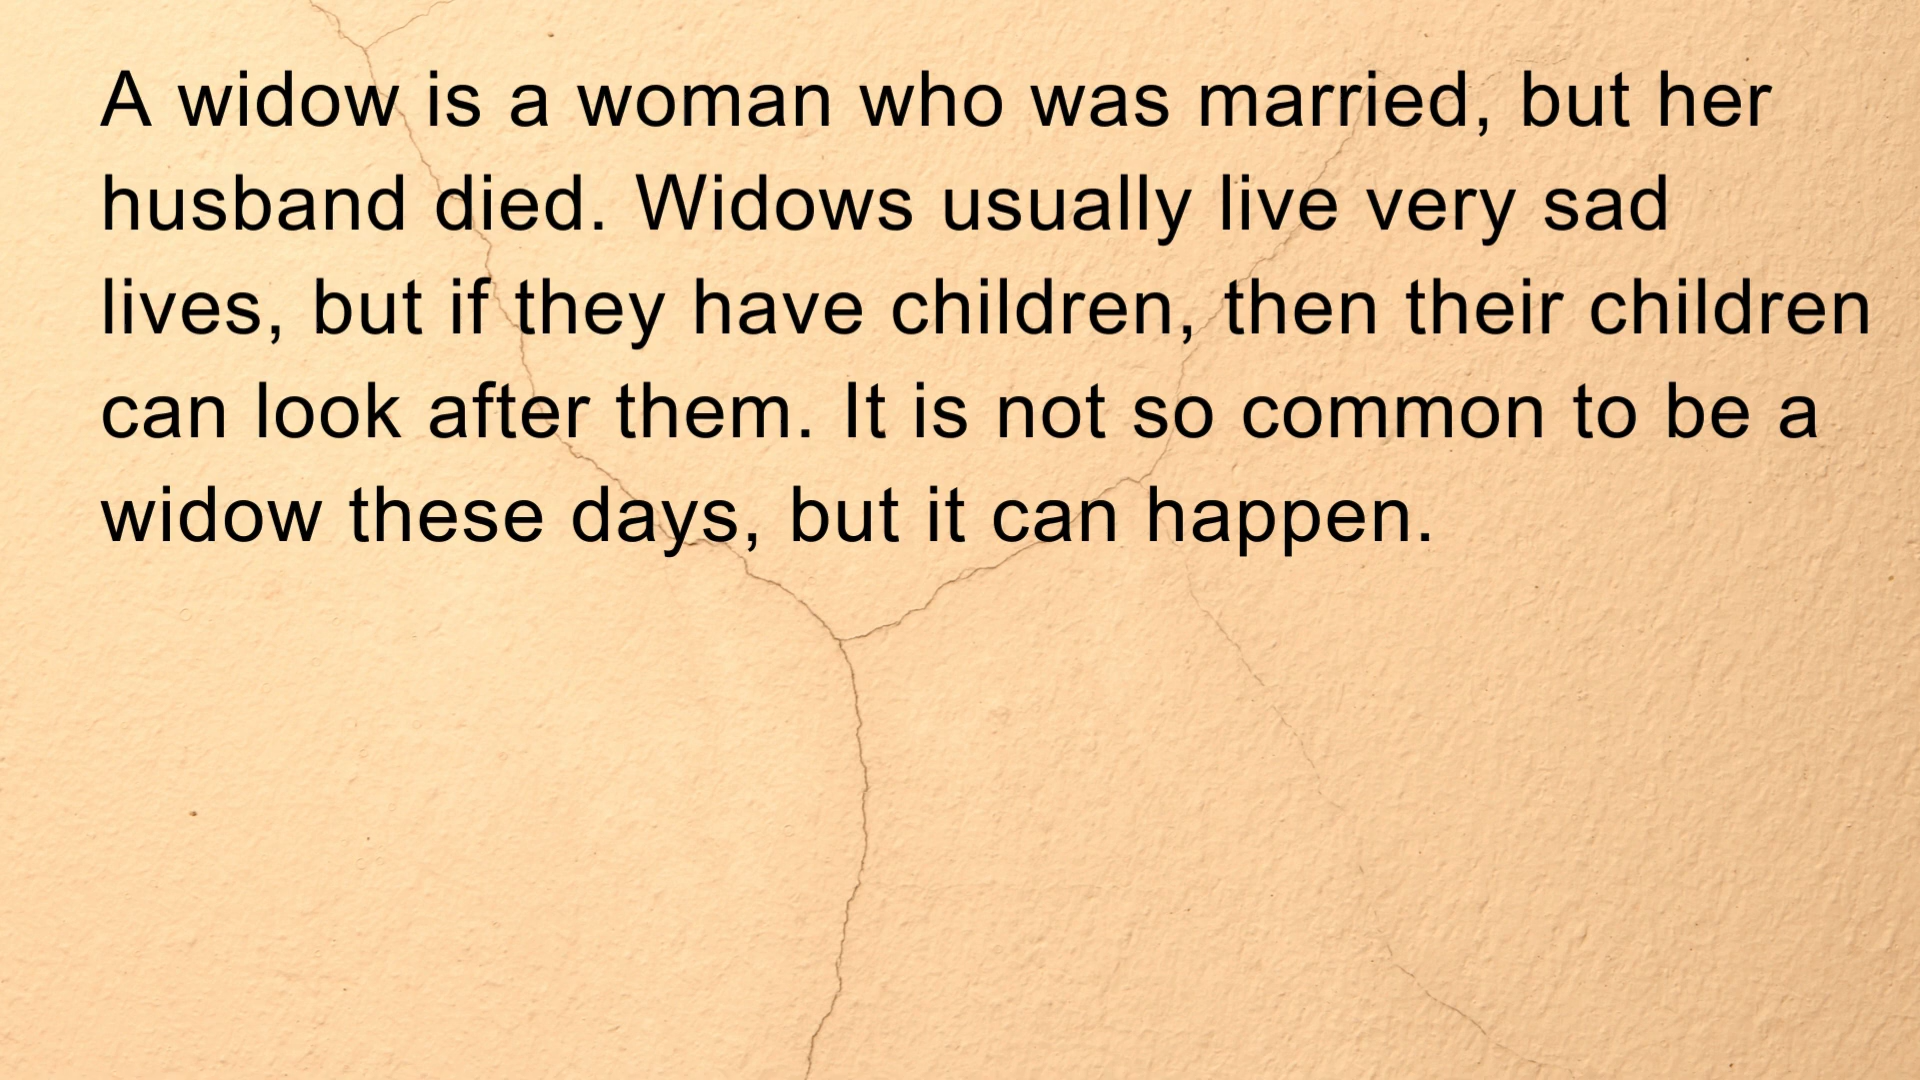 A widow is a woman who was married, but her
husband died. Widows usually live very sad
lives, but if they have children, then their children
can look after them. It is not so common to be a
widow these days, but it can happen.